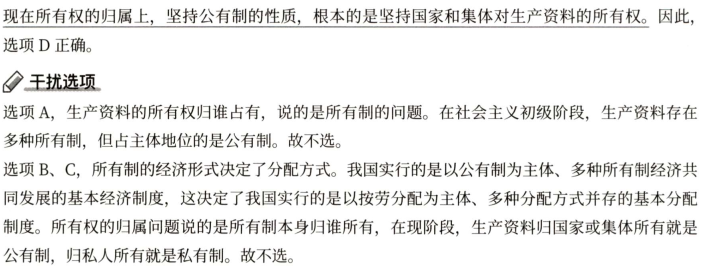 现在所有权的归属上，坚持公有制的性质，根本的是坚持国家和集体对生产资料的所有权。因此，
选项 D 正确。
干扰选项
选项 A，生产资料的所有权归谁占有，说的是所有制的问题。在社会主义初级阶段，生产资料存在
多种所有制，但占主体地位的是公有制。故不选。
选项 B、C，所有制的经济形式决定了分配方式。我国实行的是以公有制为主体、多种所有制经济共
同发展的基本经济制度，这决定了我国实行的是以按劳分配为主体、多种分配方式并存的基本分配
制度。所有权的归属问题说的是所有制本身归谁所有，在现阶段，生产资料归国家或集体所有就是
公有制，归私人所有就是私有制。故不选。